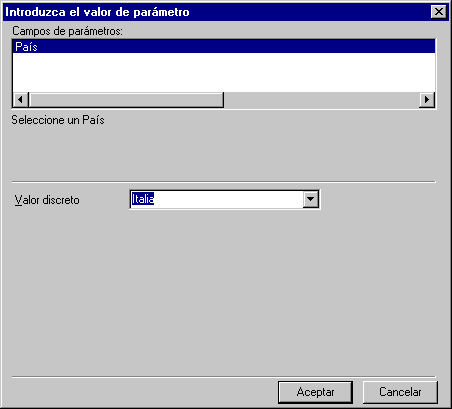 Introduzca el valor de parámetro
Campos de parámetros:
País
Seleccione un País
Valor discreto
Italia
Aceptar
Cancelar